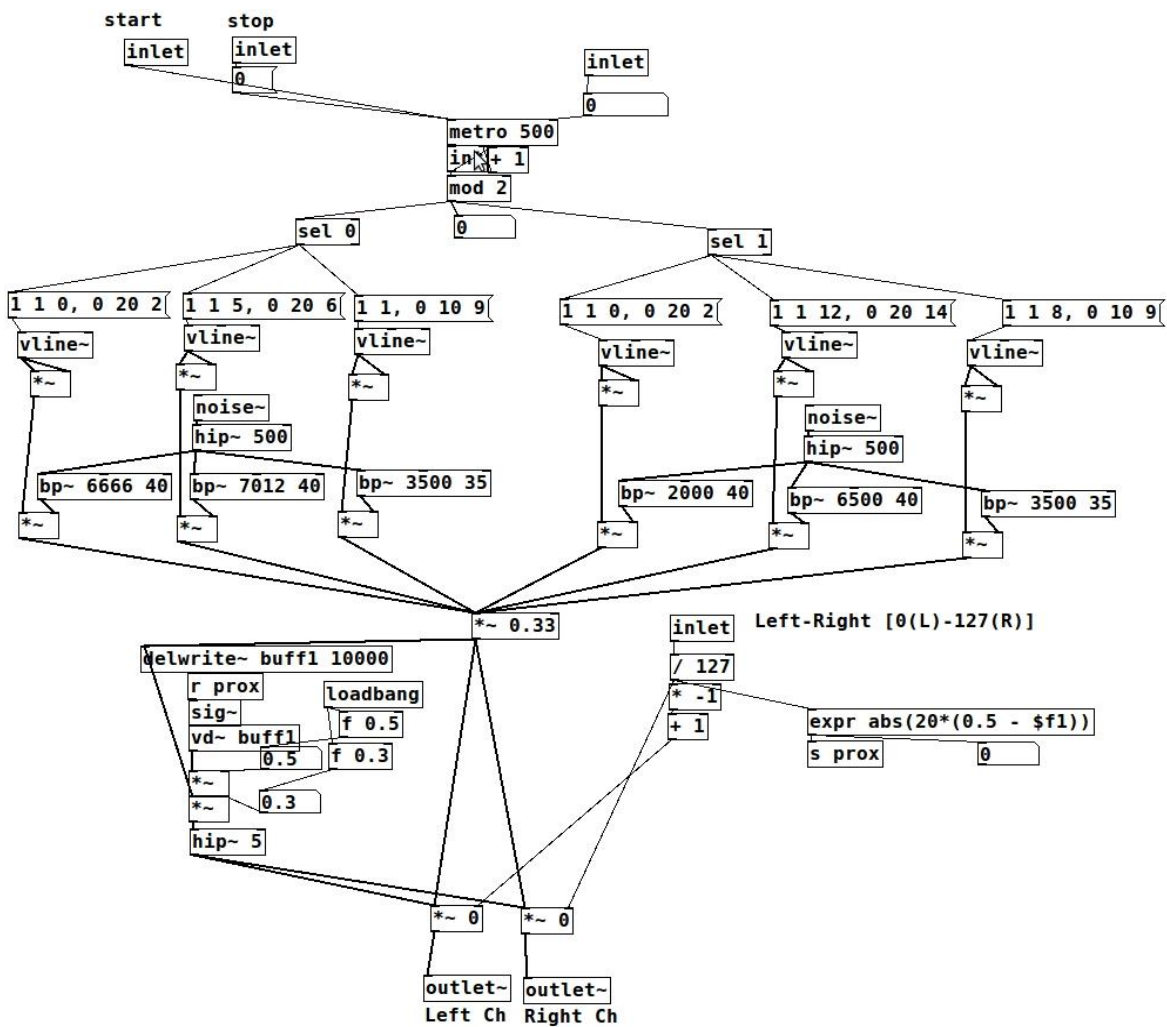 start stop
inlet inlet inlet
0 0
metro 500
+ 1
mod 2
sel 0 0 sel 1
1 1 0, 0 20 2 1 1 5, 0 20 6 1 1, 0 10 9 1 1 0, 0 20 2 1 1 12, 0 20 14 1 1 8, 0 10 9
vline~ vline~ vline~ vline~ vline~ vline~
*~ *~ *~ *~ *~ *~
noise~ noise~
hip~ 500 hip~ 500
bp~ 6666 40 bp~ 7012 40 bp~ 3500 35 bp~ 2000 40 bp~ 6500 40 bp~ 3500 35
*~ *~ *~ *~ *~ *~
*~ 0.33 inlet Left-Right [0(L)-127(R)]
delwrite~ buff1 10000 / 127
r prox loadbang * -1
sig~ f 0.5 + 1 expr abs(20*(0.5 - $f1))
vd~ buff1 0.5 f 0.3 s prox 0
*~
*~ 0.3
hip~ 5
*~ 0 *~ 0
outlet~ outlet~
Left Ch Right Ch